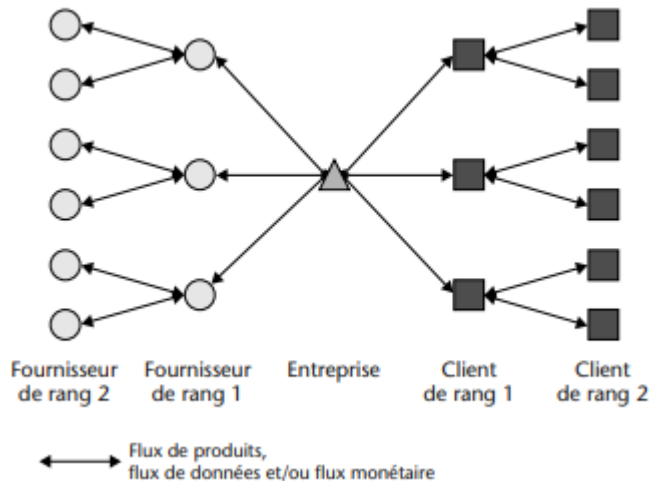 Fournisseur de rang 2
Fournisseur de rang 1
Entreprise
Client de rang 1
Client de rang 2
Flux de produits,
flux de données et/ou flux monétaire